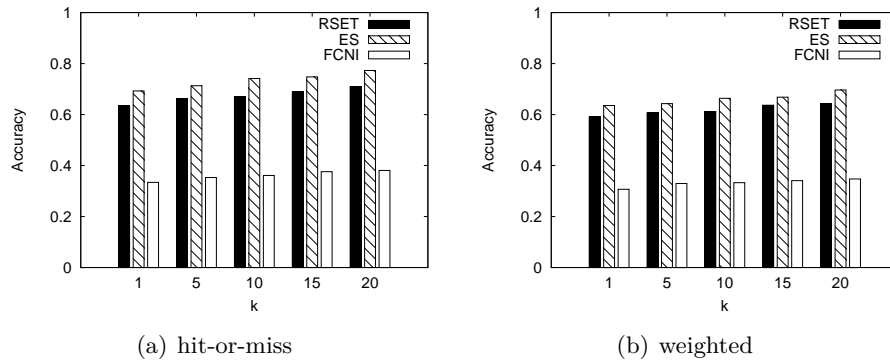 1
0.8
0.6
0.4
0.2
0
Accuracy
RSET
ES
FCNI
1 5 10 15 20
k
(a) hit-or-miss
1
0.8
0.6
0.4
0.2
0
Accuracy
RSET
ES
FCNI
1 5 10 15 20
k
(b) weighted